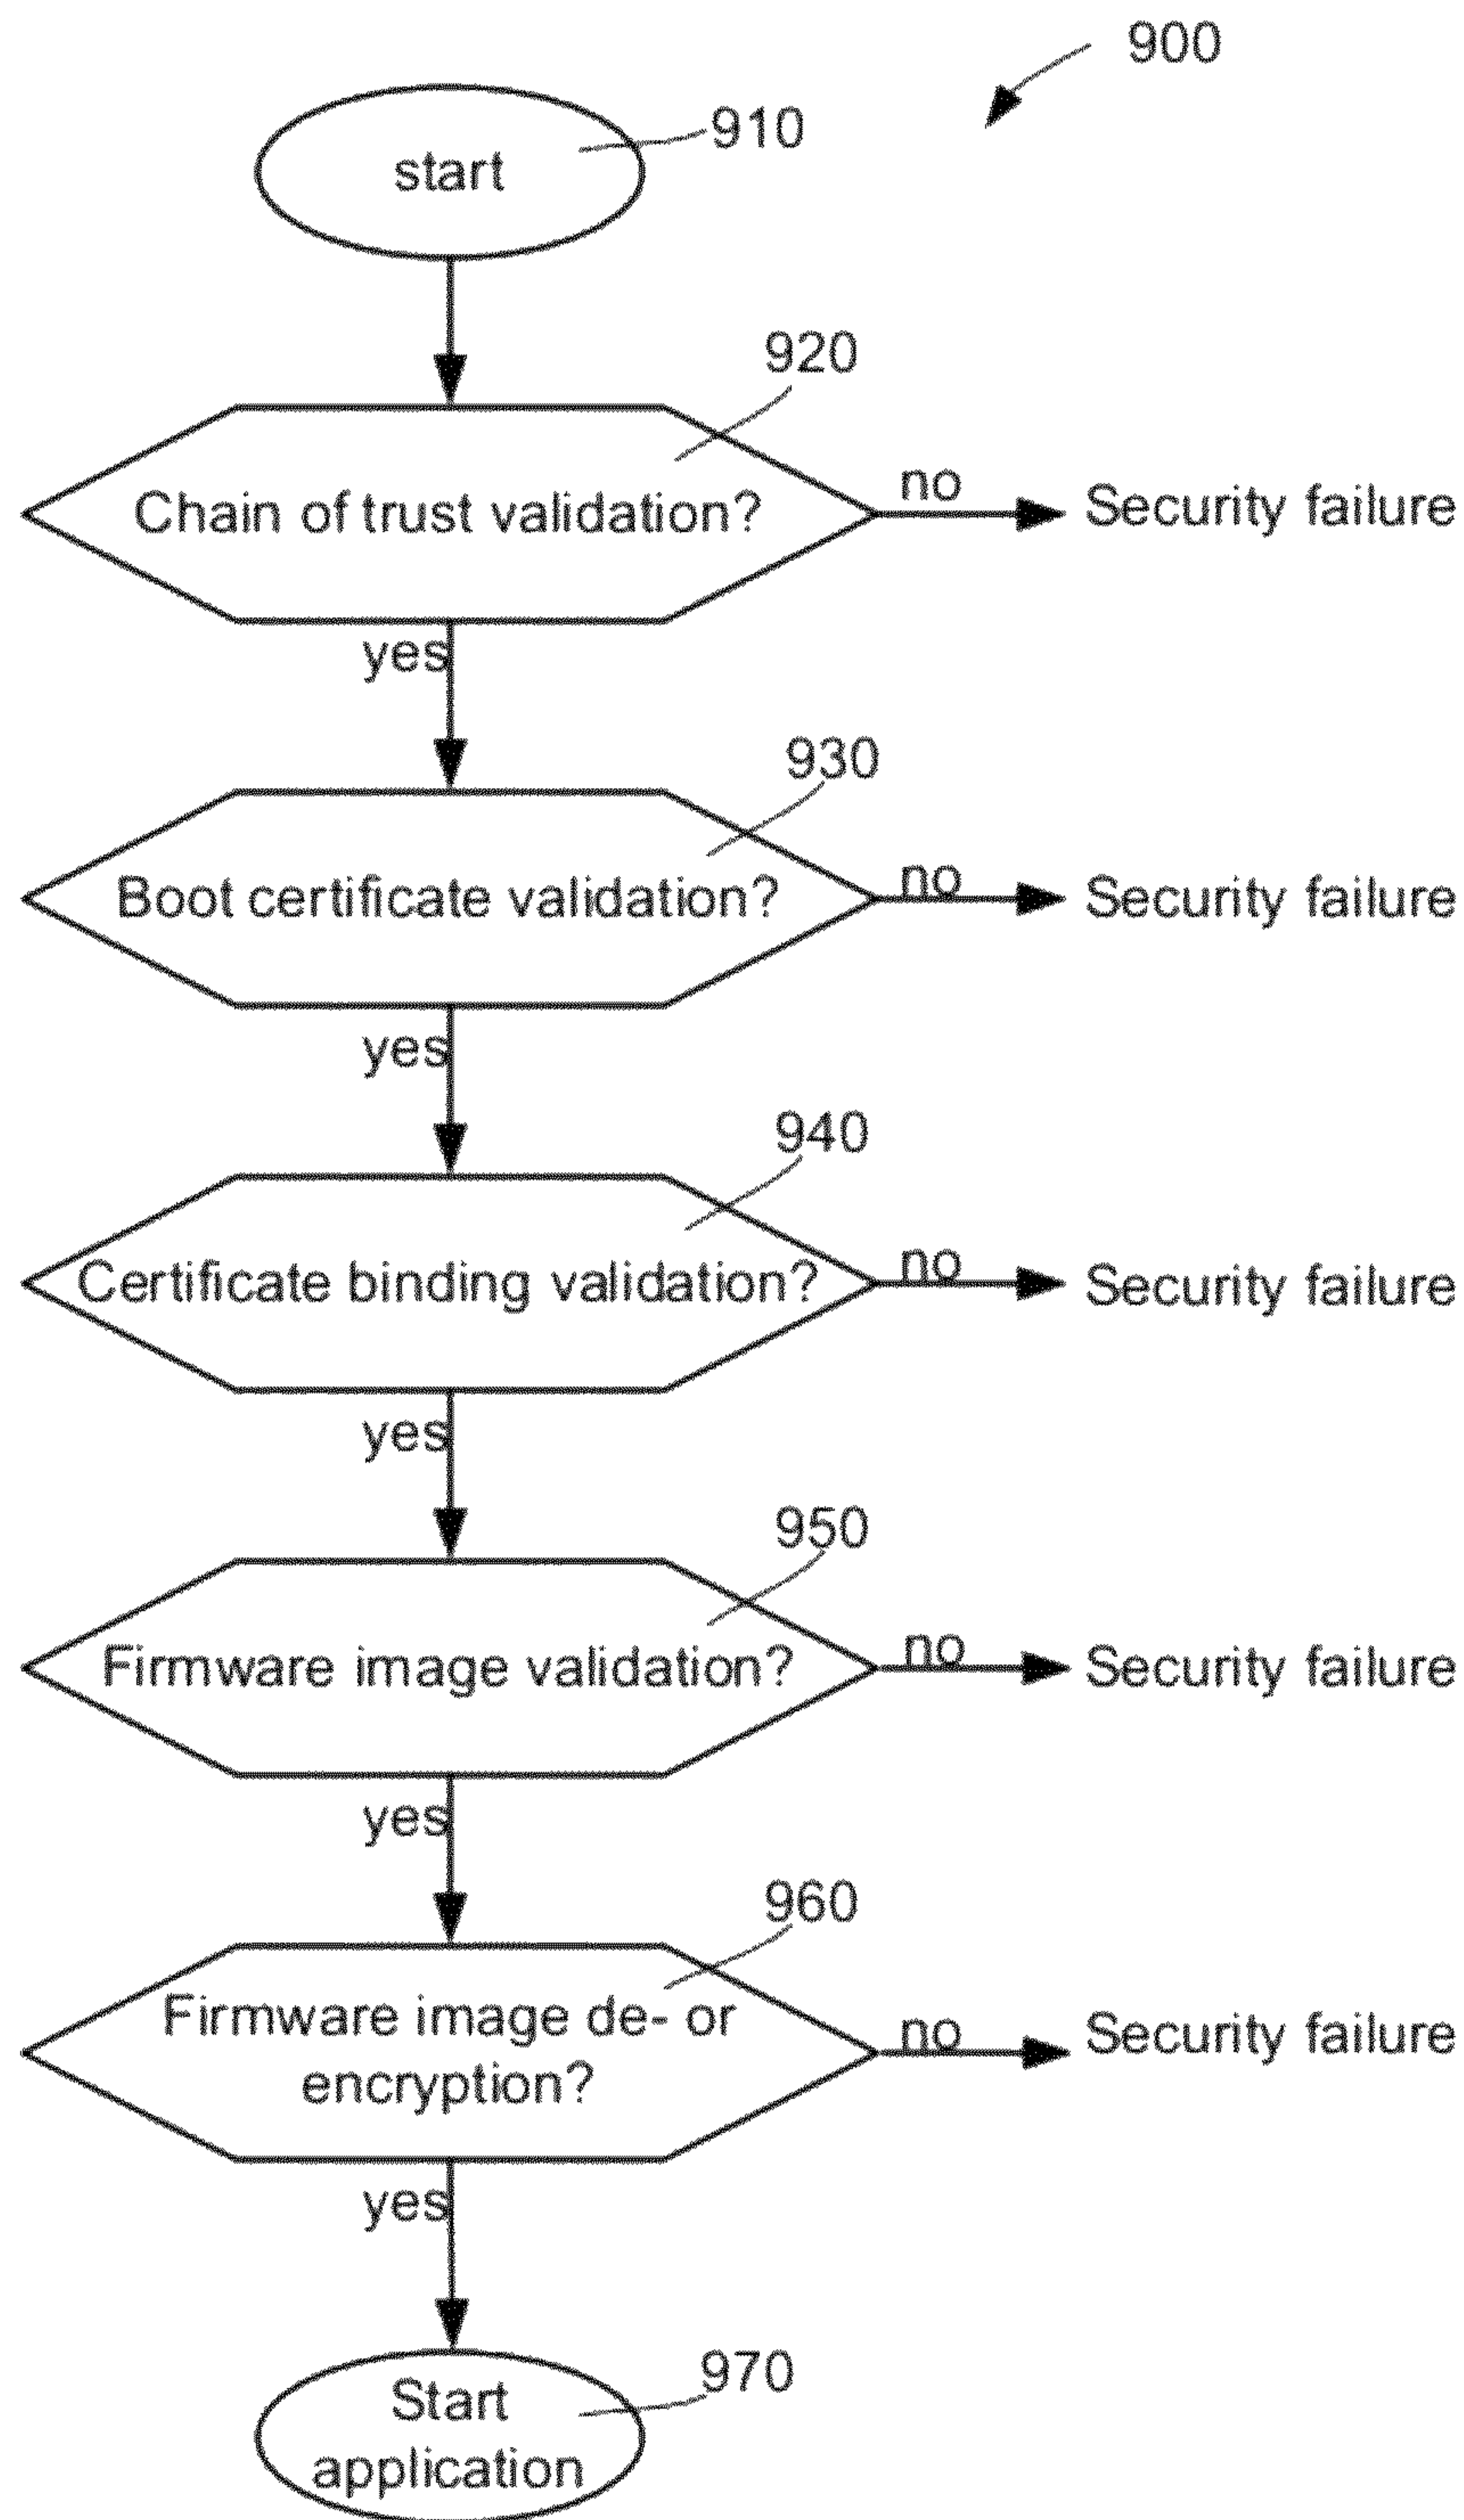 900
910
start
920
Chain of trust validation?
no
Security failure
yes
930
Boot certificate validation?
no
Security failure
yes
940
Certificate binding validation?
no
Security failure
yes
950
Firmware image validation?
no
Security failure
yes
960
Firmware image de- or
encryption?
no
Security failure
yes
970
Start
application